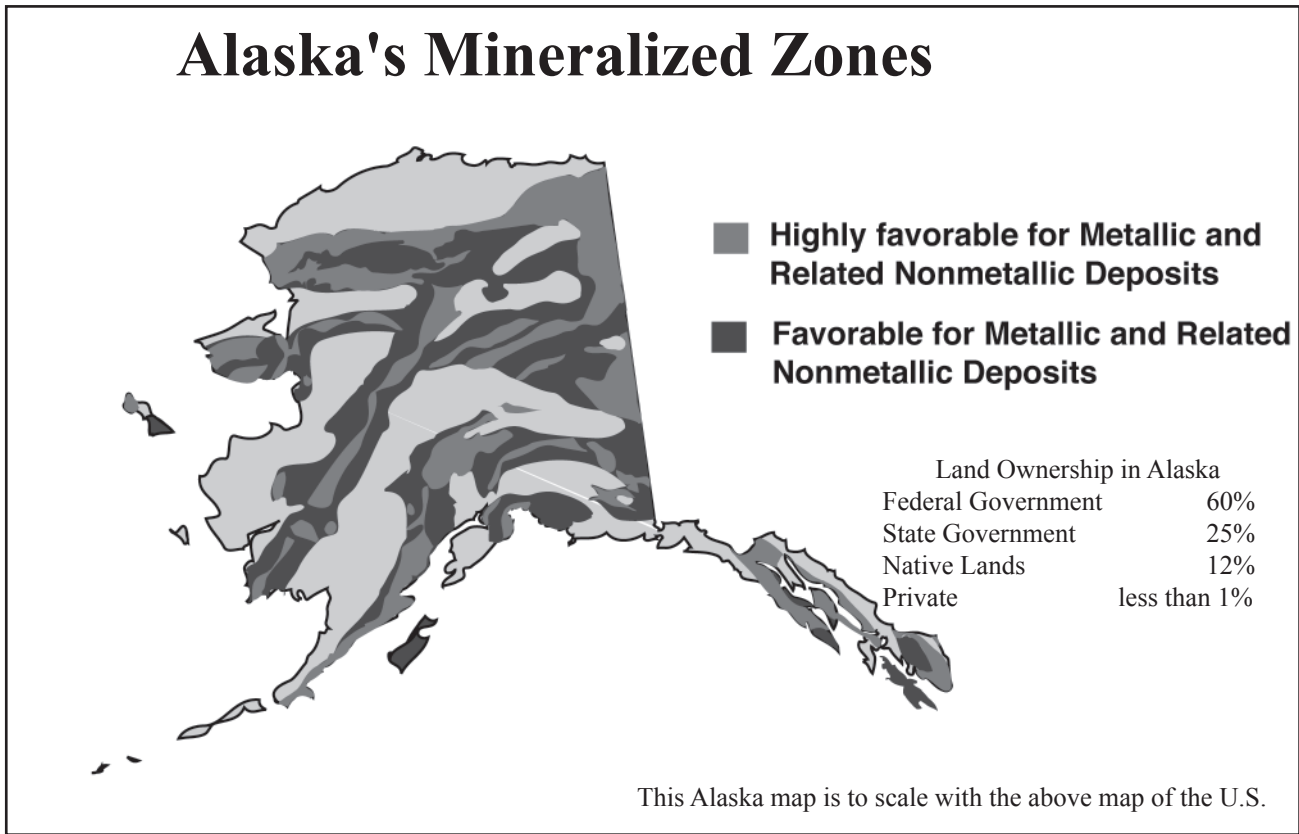 Alaska's Mineralized Zones
Highly favorable for Metallic and
Related Nonmetallic Deposits
Favorable for Metallic and Related
Nonmetallic Deposits
Land Ownership in Alaska
Federal Government 60%
State Government 25%
Native Lands 12%
Private less than 1%
This Alaska map is to scale with the above map of the U.S.